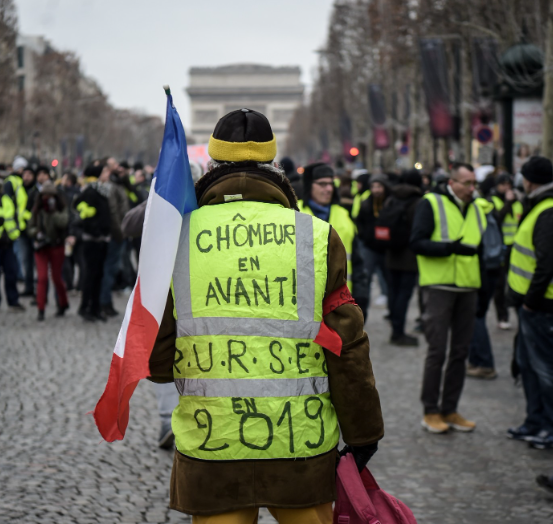 CHÔMEUR
EN
AVANT!
R·U·R·S·E·
EN
2019